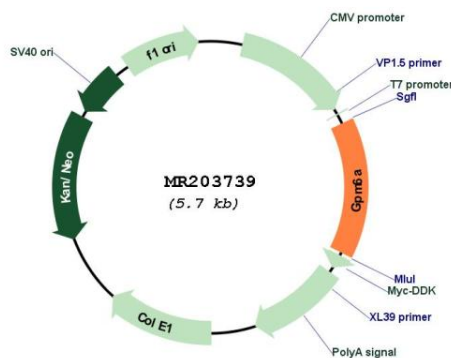 CMV promoter
SV40 ori
f1 ori
VP1.5 primer
T7 promoter
SgfI
Kan/Neo
MR203739
(5.7 kb)
Gpm6a
MluI
Myc-DDK
XL39 primer
Col E1
PolyA signal